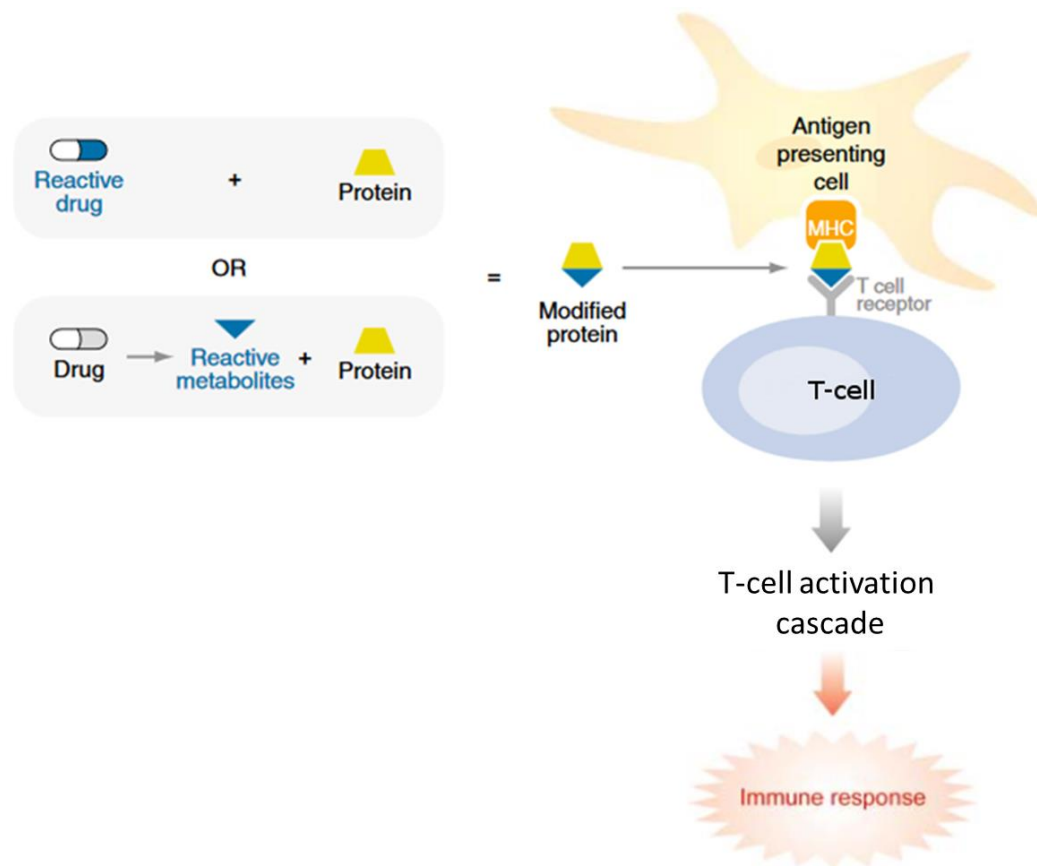 Reactive
drug
+
Protein
OR
Drug
Reactive
metabolites
+
Protein
=
Modified
protein
Antigen
presenting
cell
MHC
T cell
receptor
T-cell
T-cell activation
cascade
Immune response